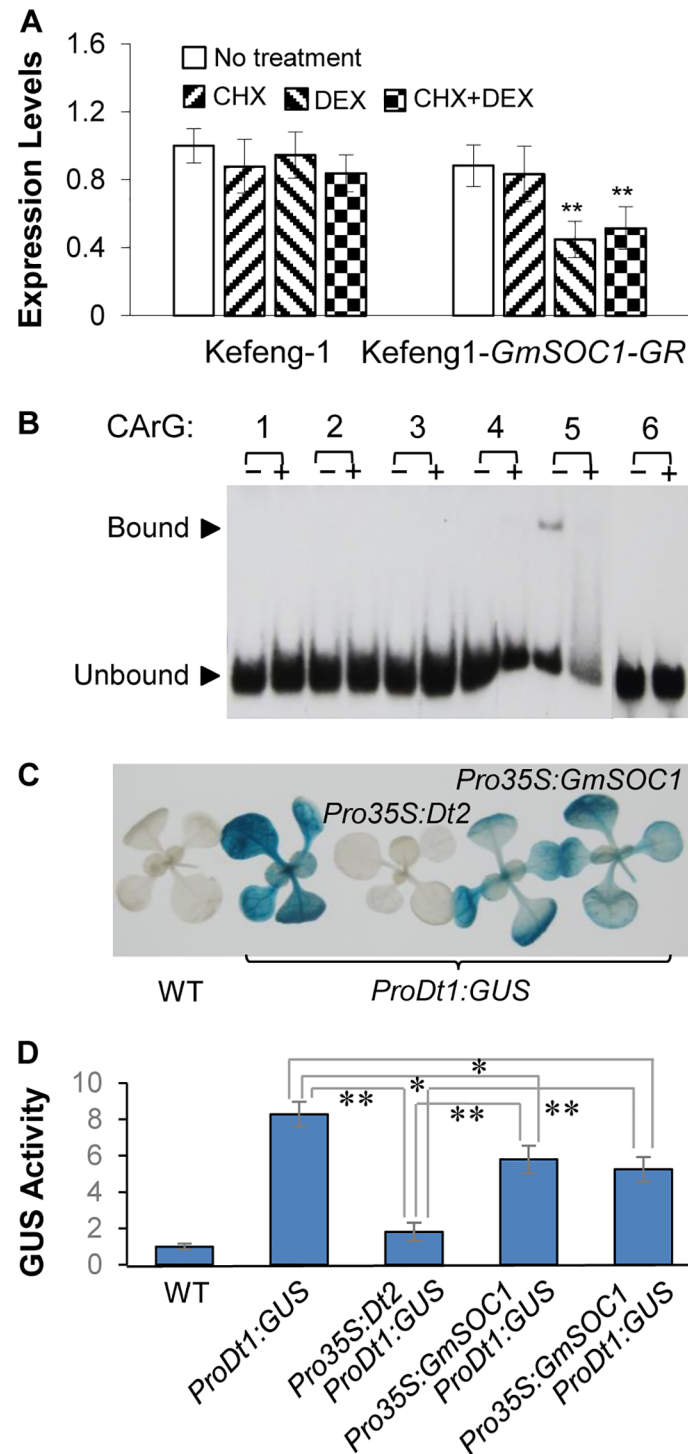 A
Expression Levels
1.6
1.2
0.8
0.4
0
No treatment
CHX DEX CHX+DEX
** **
Kefeng-1 Kefeng1-GmSOC1-GR
B
CArG: 1 2 3 4 5 6
− + − + − + − + − + − +
Bound ►
Unbound ►
C
Pro35S:GmSOC1
Pro35S:Dt2
WT ProDt1:GUS
D
GUS Activity
10
8
6
4
2
0
*
** *
** **
WT
ProDt1:GUS
Pro35S:Dt2
ProDt1:GUS
Pro35S:GmSOC1
ProDt1:GUS
Pro35S:GmSOC1
ProDt1:GUS